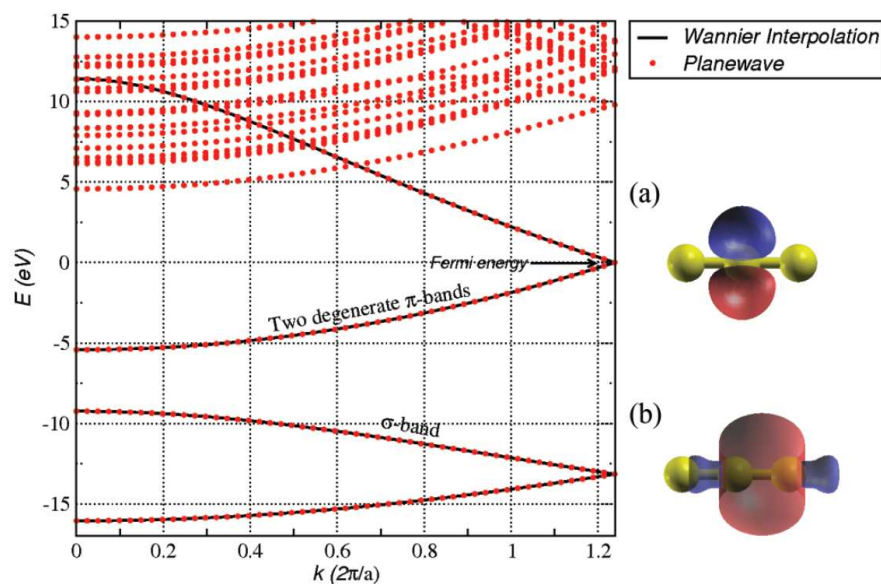 Wannier Interpolation
Planewave
15
10
5
0
-5
-10
-15
E (eV)
Fermi energy
Two degenerate π-bands
σ-band
0
0.2
0.4
0.6
0.8
1
1.2
k (2π/a)
(a)
(b)